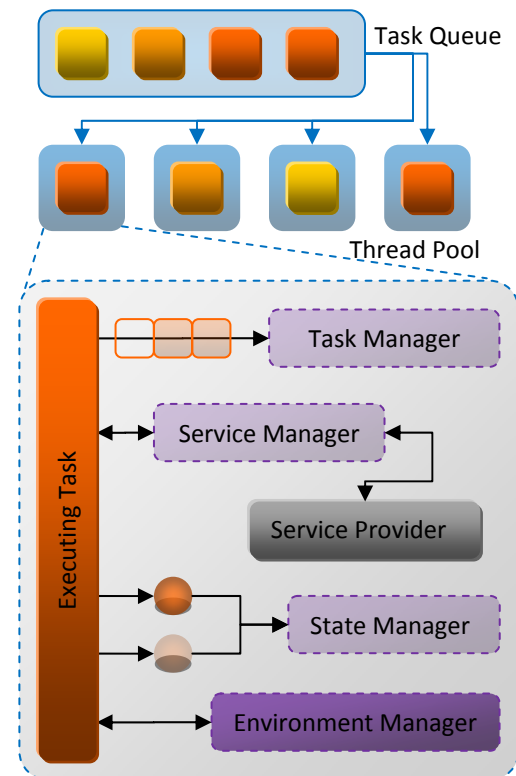 Task Queue
Thread Pool
Task Manager
Service Manager
Executing Task
Service Provider
State Manager
Environment Manager